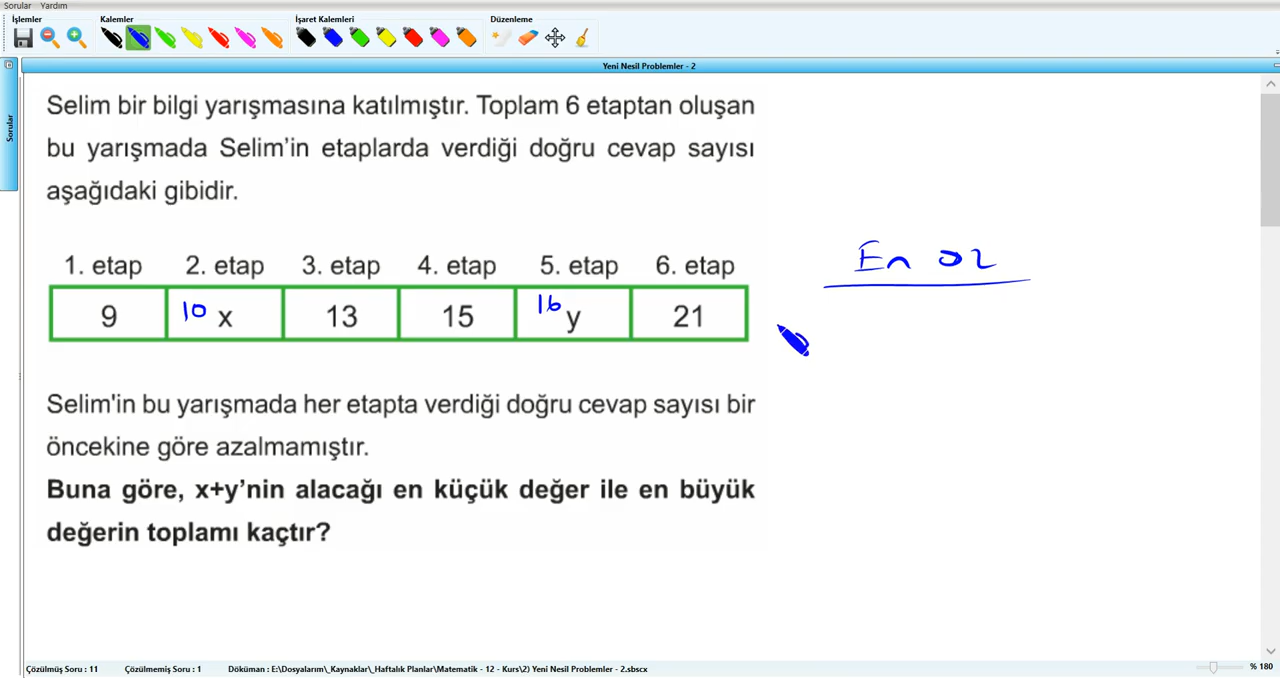 Sorular Yardım
İşlemler Kalemler İşaret Kalemleri Düzenleme
Yeni Nesil Problemler - 2
Sorular
Selim bir bilgi yarışmasına katılmıştır. Toplam 6 etaptan oluşan
bu yarışmada Selim'in etaplarda verdiği doğru cevap sayısı
aşağıdaki gibidir.
En az
1. etap 2. etap 3. etap 4. etap 5. etap 6. etap
9 10 x 13 15 16 y 21
Selim'in bu yarışmada her etapta verdiği doğru cevap sayısı bir
öncekine göre azalmamıştır.
Buna göre, x+y'nin alacağı en küçük değer ile en büyük
değerin toplamı kaçtır?
Çözülmüş Soru : 11 Çözülmemiş Soru : 1 Döküman : E:\Dosyalarım\_Kaynaklar\_Haftalık Planlar\Matematik - 12 - Kurs\2) Yeni Nesil Problemler - 2.sbscx % 180